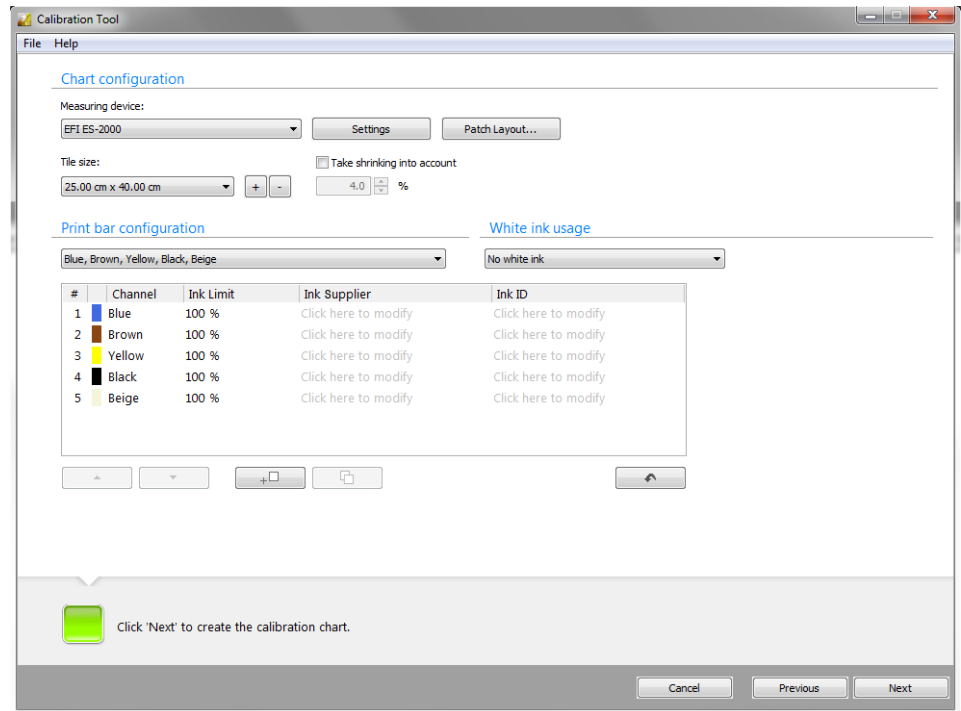 Calibration Tool
File Help
Chart configuration
Measuring device:
EFI ES-2000 Settings Patch Layout...
Tile size: Take shrinking into account
25.00 cm x 40.00 cm + - 4.0 %
Print bar configuration White ink usage
Blue, Brown, Yellow, Black, Beige No white ink
# Channel Ink Limit Ink Supplier Ink ID
1 Blue 100 % Click here to modify Click here to modify
2 Brown 100 % Click here to modify Click here to modify
3 Yellow 100 % Click here to modify Click here to modify
4 Black 100 % Click here to modify Click here to modify
5 Beige 100 % Click here to modify Click here to modify
Click 'Next' to create the calibration chart.
Cancel Previous Next